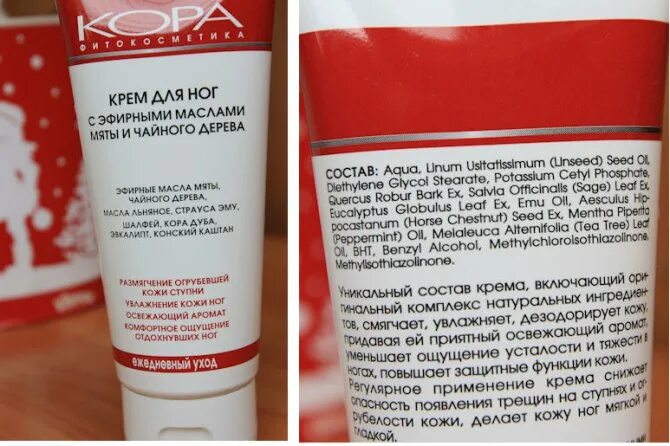 КОРА
ФИТОКОСМЕТИКА
КРЕМ ДЛЯ НОГ
С ЭФИРНЫМИ МАСЛАМИ
МЯТЫ И ЧАЙНОГО ДЕРЕВА
ЭФИРНЫЕ МАСЛА МЯТЫ,
ЧАЙНОГО ДЕРЕВА,
МАСЛА ЛЬНЯНОЕ, СТРАУСА ЭМУ,
ШАЛФЕЙ, КОРА ДУБА,
ЭВКАЛИПТ, КОНСКИЙ КАШТАН
РАЗМЯГЧЕНИЕ ОГРУБЕВШЕЙ
КОЖИ СТУПНИ
УВЛАЖНЕНИЕ КОЖИ НОГ
ОСВЕЖАЮЩИЙ АРОМАТ
КОМФОРТНОЕ ОЩУЩЕНИЕ
ОТДОХНУВШИХ НОГ
ежедневный уход
СОСТАВ: Aqua, Linum Usitatissimum (Linseed) Seed Oil,
Diethylene Glycol Stearate, Potassium Cetyl Phosphate,
Quercus Robur Bark Ex, Salvia Officinalis (Sage) Leaf Ex,
Eucalyptus Globulus Leaf Ex, Emu Oil, Aesculus Hip-
pocastanum (Horse Chestnut) Seed Ex, Mentha Piperita
(Peppermint) Oil, Melaleuca Alternifolia (Tea Tree) Leaf
Oil, BHT, Benzyl Alcohol, Methylchloroisothiazolinone,
Methylisothiazolinone.
Уникальный состав крема, включающий ори-
гинальный комплекс натуральных ингредиен-
тов, смягчает, увлажняет, дезодорирует кожу,
придавая ей приятный освежающий аромат,
уменьшает ощущение усталости и тяжести в
ногах, повышает защитные функции кожи.
Регулярное применение крема снижает
опасность появления трещин на ступнях и ог-
рубелости кожи, делает кожу ног мягкой и
гладкой.